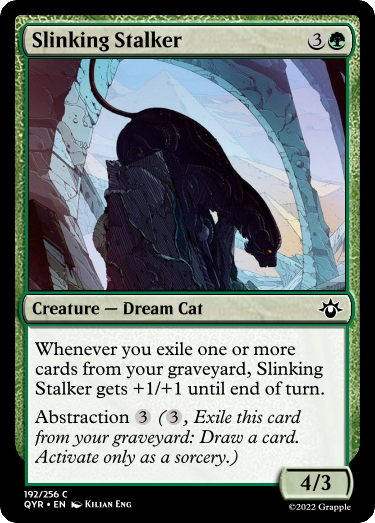 Slinking Stalker 3
Creature — Dream Cat
Whenever you exile one or more
cards from your graveyard, Slinking
Stalker gets +1/+1 until end of turn.
Abstraction 3 (3, Exile this card
from your graveyard: Draw a card.
Activate only as a sorcery.)
4/3
192/256 C
QYR • EN Kilian Eng
©2022 Grapple